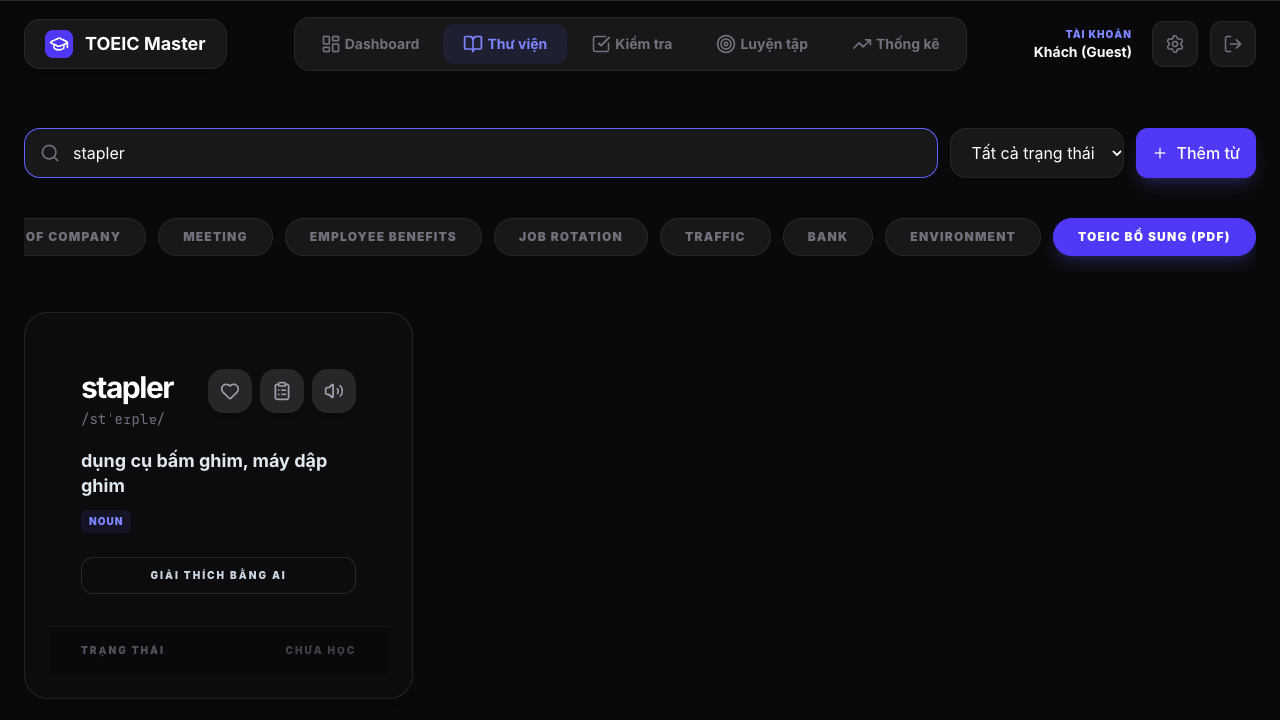 TOEIC Master
Dashboard
Thư viện
Kiểm tra
Luyện tập
Thống kê
TÀI KHOẢN
Khách (Guest)
stapler
Tất cả trạng thái
Thêm từ
OF COMPANY
MEETING
EMPLOYEE BENEFITS
JOB ROTATION
TRAFFIC
BANK
ENVIRONMENT
TOEIC BỔ SUNG (PDF)
stapler
/stˈeɪplɐ/
dụng cụ bấm ghim, máy dập
ghim
NOUN
GIẢI THÍCH BẰNG AI
TRẠNG THÁI
CHƯA HỌC